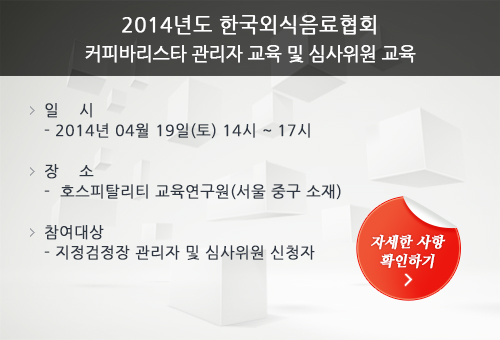 2014년도 한국외식음료협회
커피바리스타 관리자 교육 및 심사위원 교육
> 일 시
- 2014년 04월 19일(토) 14시 ~ 17시
> 장 소
- 호스피탈리티 교육연구원(서울 중구 소재)
> 참여대상
- 지정검정장 관리자 및 심사위원 신청자
자세한 사항
확인하기
>